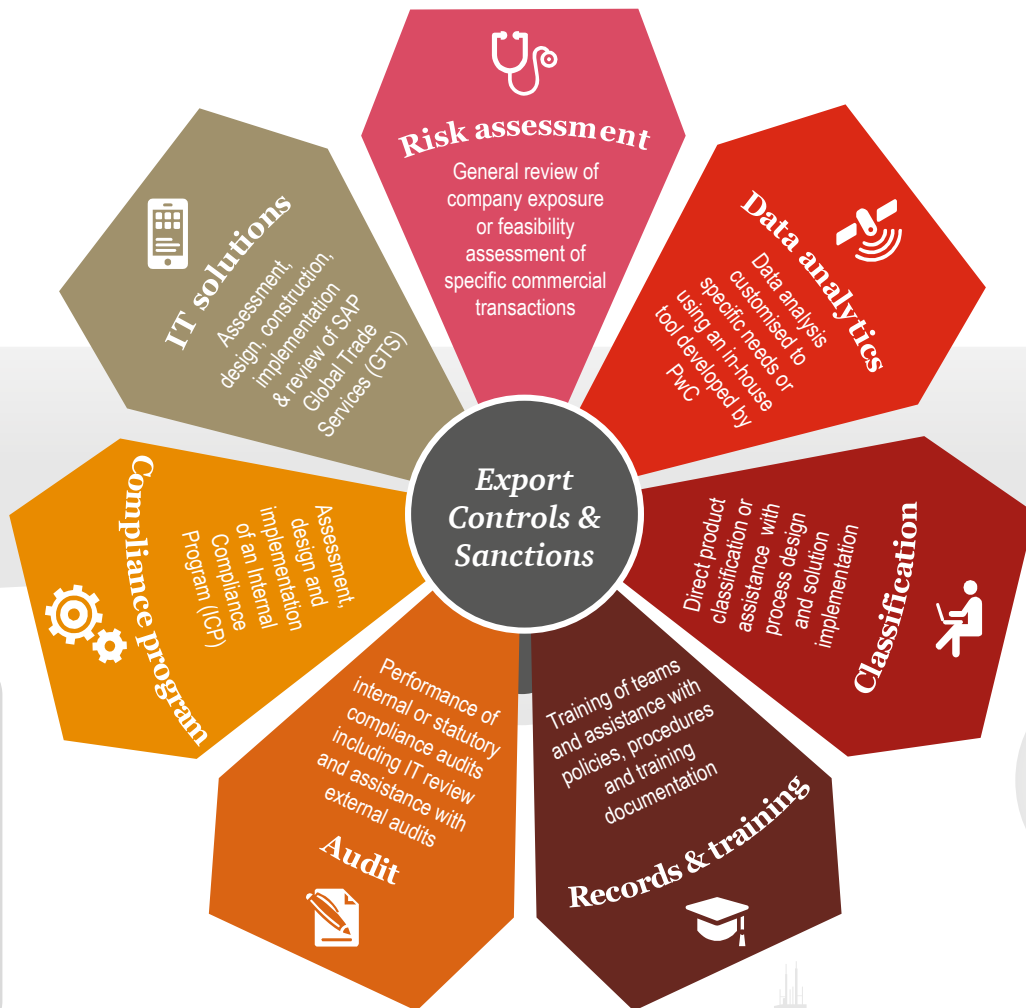 Risk assessment
General review of
company exposure
or feasibility
assessment of
specific commercial
transactions
Data analytics
Data analysis
customised to
specific needs or
using an in-house
tool developed by
PwC
Classification
Direct product
classification or
assistance with
process design
and solution
implementation
Records & training
Training of teams
and assistance with
policies, procedures
and training
documentation
Audit
Performance of
internal or statutory
compliance audits
including IT review
and assistance with
external audits
Compliance program
Assessment,
design and
implementation
of an Internal
Compliance
Program (ICP)
IT solutions
Assessment,
design, construction,
implementation
& review of SAP
Global Trade
Services (GTS)
Export
Controls &
Sanctions